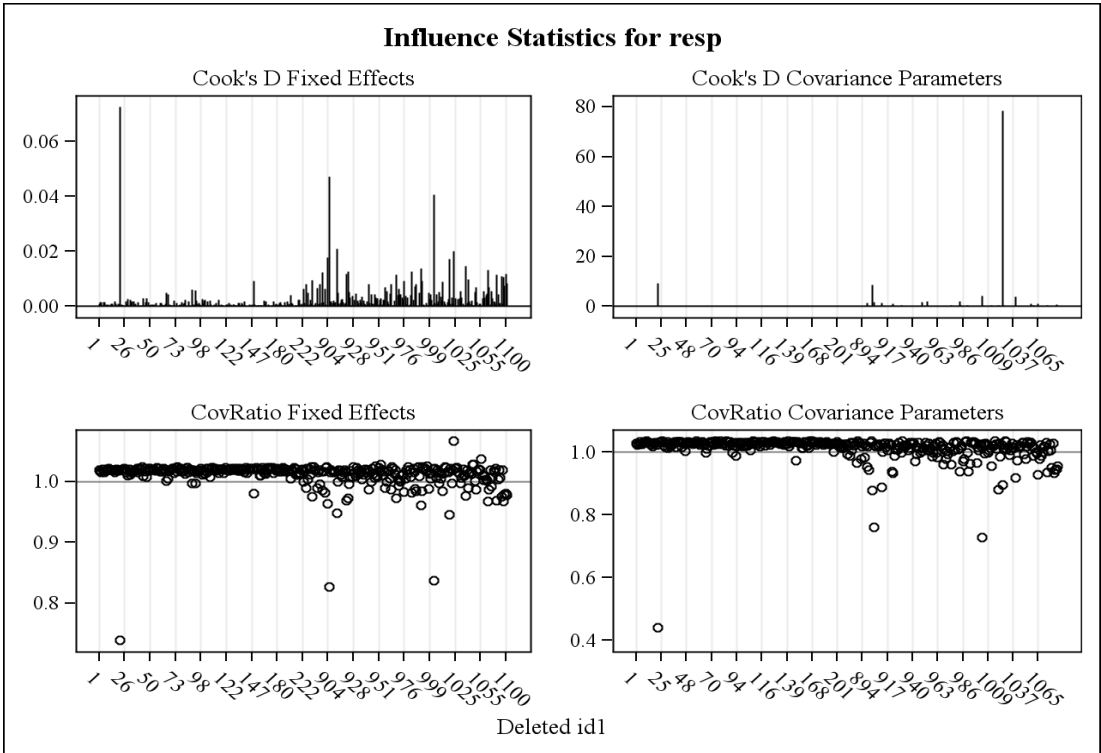 Influence Statistics for resp
Cook's D Fixed Effects
0.06
0.04
0.02
0.00
1 26 50 73 98 122 147 180 222 904 928 951 976 999 1025 1055 1100
Cook's D Covariance Parameters
80
60
40
20
0
1 25 48 70 94 116 139 168 201 894 917 940 963 986 1009 1037 1065
CovRatio Fixed Effects
1.0
0.9
0.8
1 26 50 73 98 122 147 180 222 904 928 951 976 999 1025 1055 1100
CovRatio Covariance Parameters
1.0
0.8
0.6
0.4
1 25 48 70 94 116 139 168 201 894 917 940 963 986 1009 1037 1065
Deleted id1